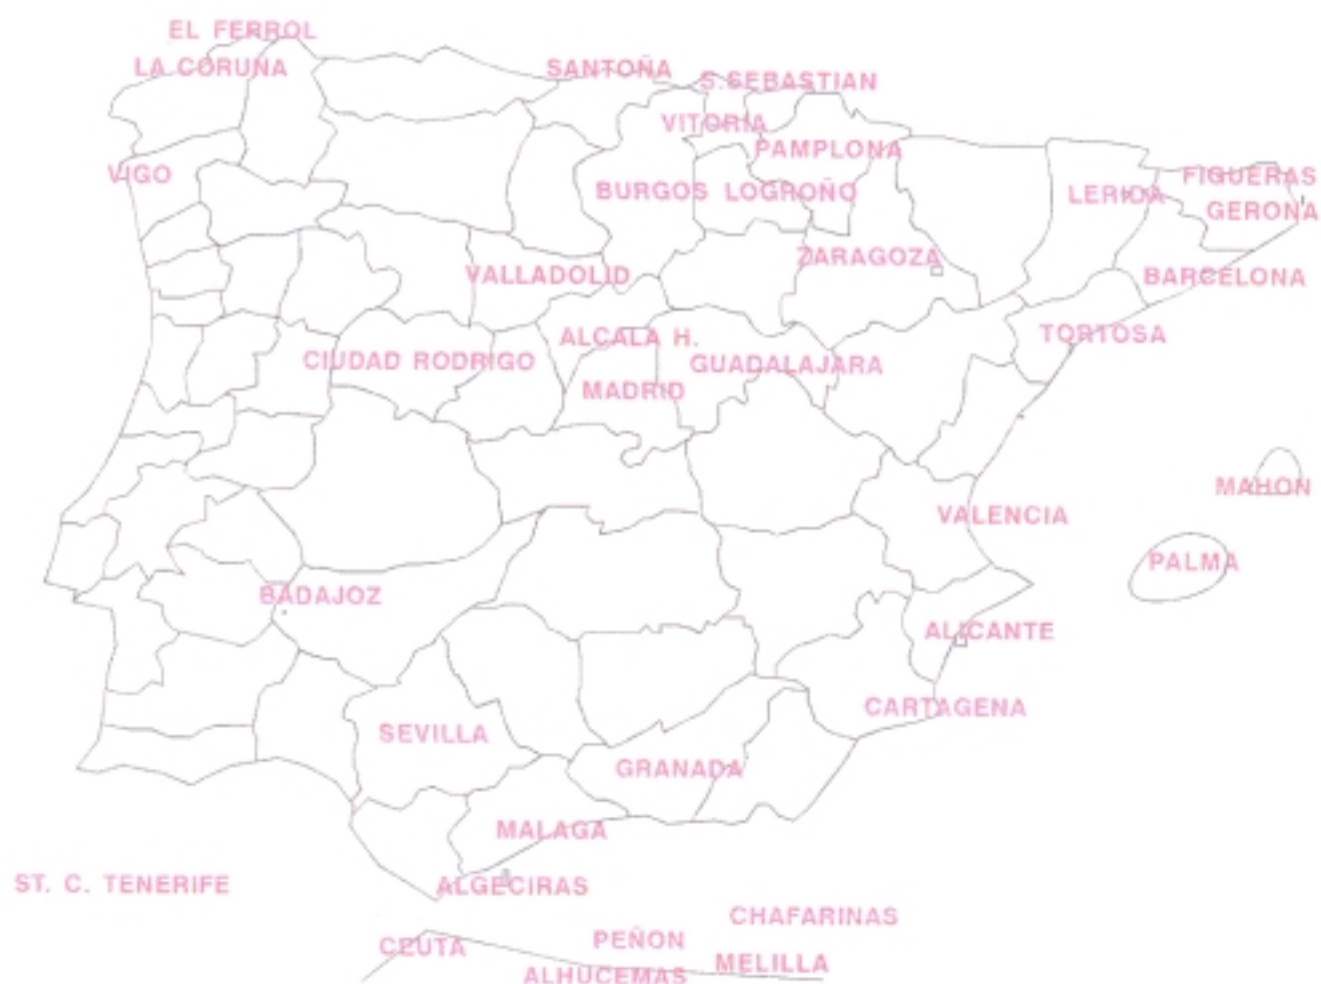 EL FERROL
LA CORUÑA
SANTOÑA
S.SEBASTIAN
VITORIA
PAMPLONA
VIGO
BURGOS
LOGROÑO
LERIDA
FIGUERAS
GERONA
ZARAGOZA
VALLADOLID
BARCELONA
ALCALA H.
TORTOSA
CIUDAD RODRIGO
GUADALAJARA
MADRID
MAHON
VALENCIA
PALMA
BADAJOZ
ALICANTE
CARTAGENA
SEVILLA
GRANADA
MALAGA
ST. C. TENERIFE
ALGECIRAS
CHAFARINAS
CEUTA
PEÑON
MELILLA
ALHUCEMAS